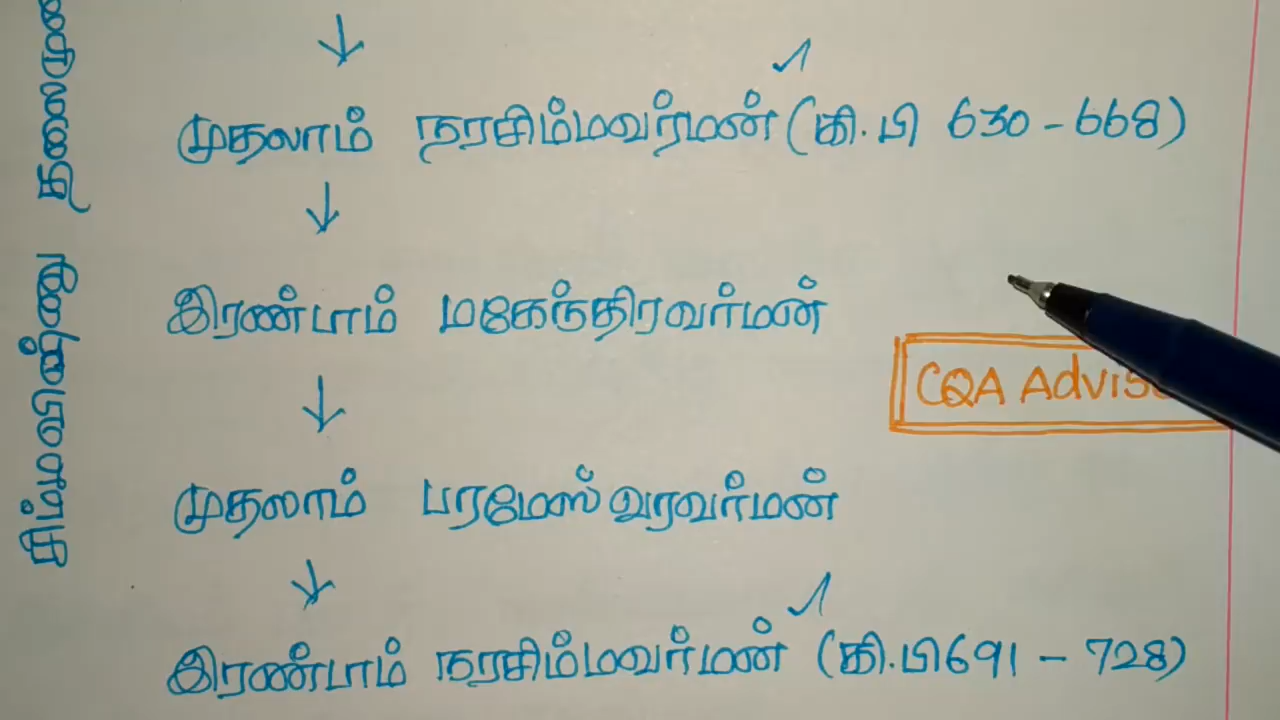 முதலாம் நரசிம்மவர்மன் (கி.பி 630 - 668)
இரண்டாம் மகேந்திரவர்மன்
CQA Advis
முதலாம் பரமேஸ்வரவர்மன்
இரண்டாம் நரசிம்மவர்மன் (கி.பி 691 - 728)
சிம்மவிஷ்ணு